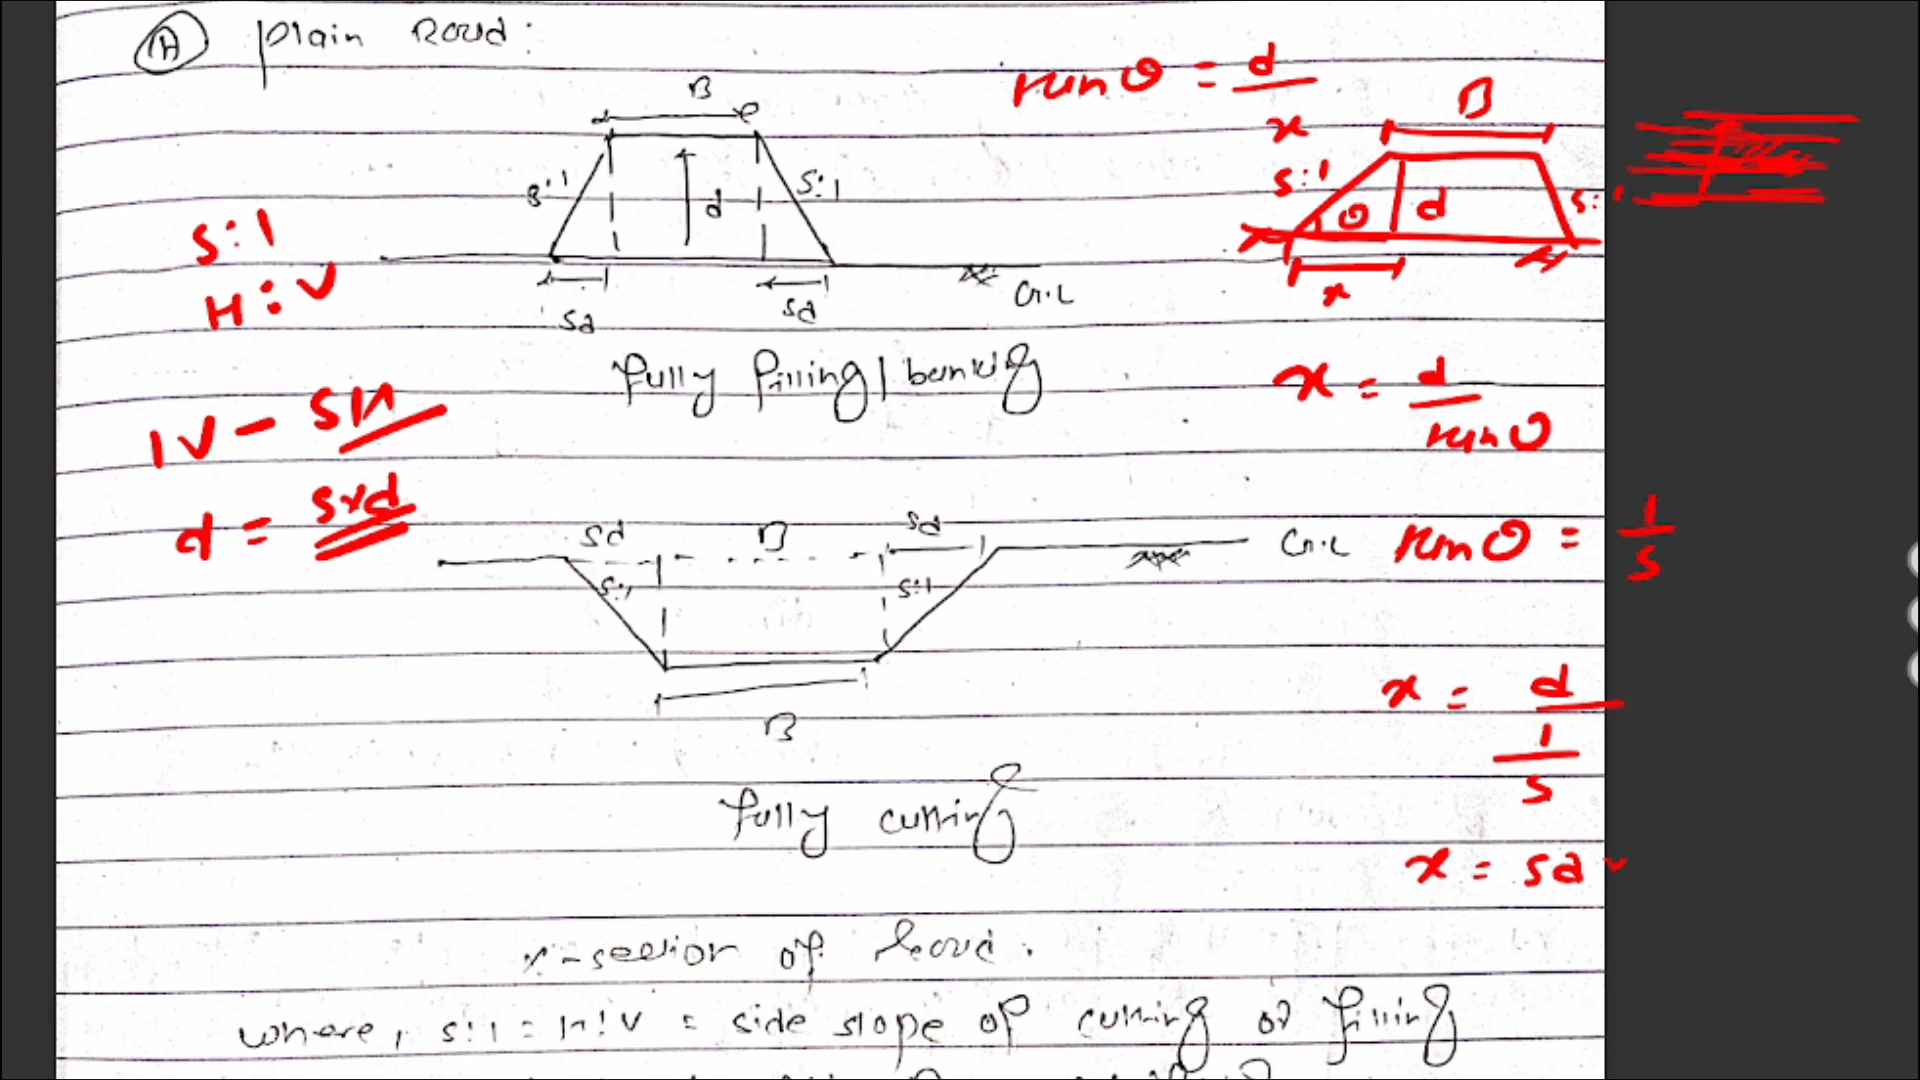 A plain Road:
tanθ = d
x
B
B
s:1
d
s:1
s:1
θ
d
s:1
H:V
sd
sd
G.L
x
fully filling/banking
1V - SH
x = d
tanθ
d = sxd
sd
B
sd
G.L
tanθ = 1
s
s:1
s:1
B
x = d
1
s
fully cutting
x = sd
x-section of Road.
where, s:1 = H:V = side slope of cutting or filling